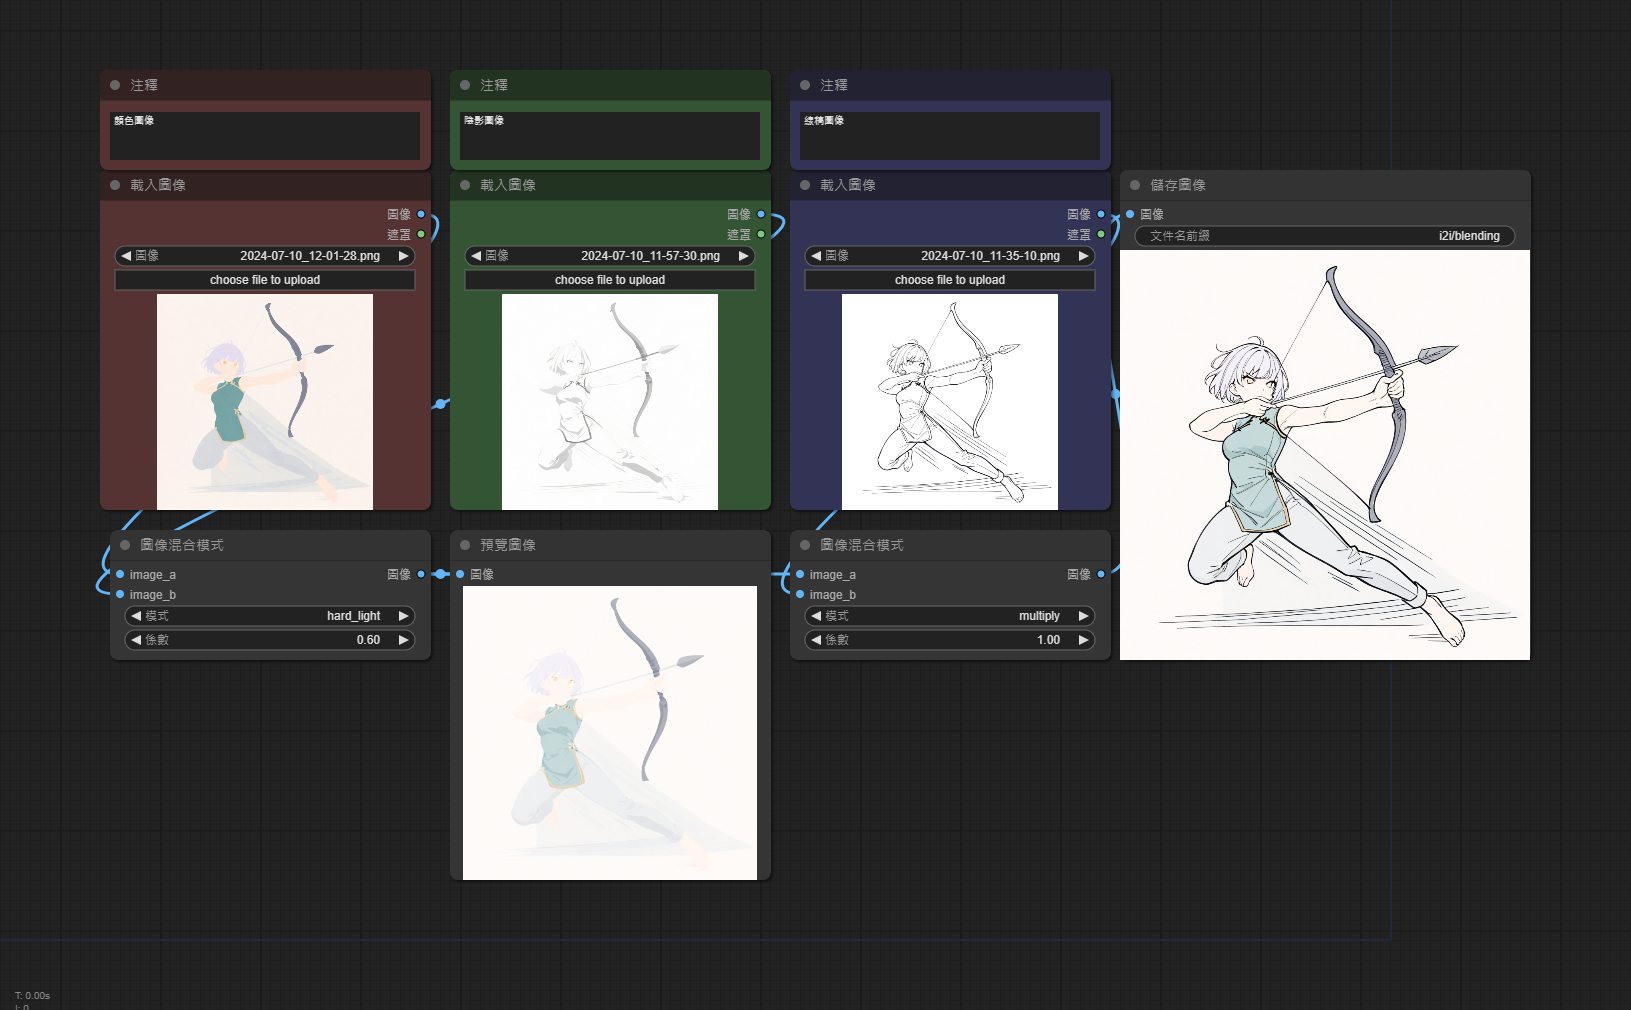 注釋
顏色圖像
注釋
陰影圖像
注釋
線稿圖像
載入圖像
圖像
遮罩
圖像 2024-07-10_12-01-28.png
choose file to upload
載入圖像
圖像
遮罩
圖像 2024-07-10_11-57-30.png
choose file to upload
載入圖像
圖像
遮罩
圖像 2024-07-10_11-35-10.png
choose file to upload
儲存圖像
圖像
文件名前綴 i2i/blending
圖像混合模式
image_a 圖像
image_b
模式 hard_light
係數 0.60
預覽圖像
圖像
圖像混合模式
image_a 圖像
image_b
模式 multiply
係數 1.00
T: 0.00s
I: 0